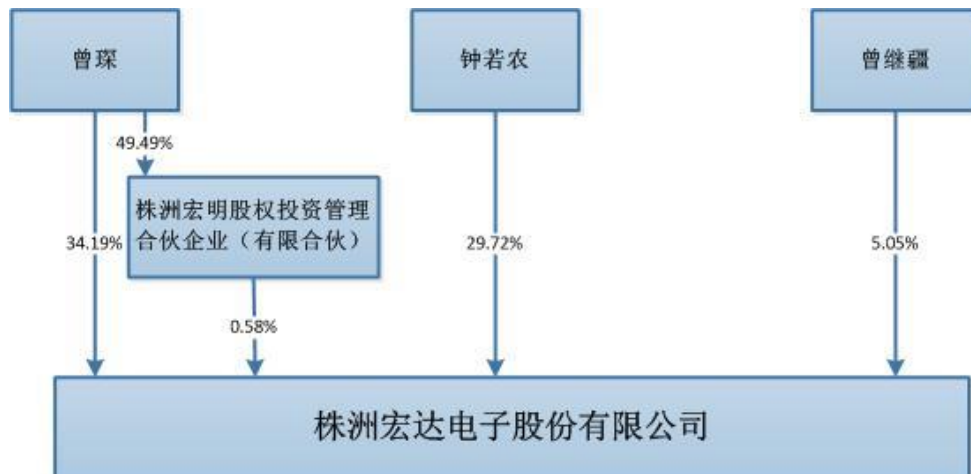 曾琛
钟若农
曾继疆
49.49%
株洲宏明股权投资管理
合伙企业（有限合伙）
34.19%
29.72%
5.05%
0.58%
株洲宏达电子股份有限公司